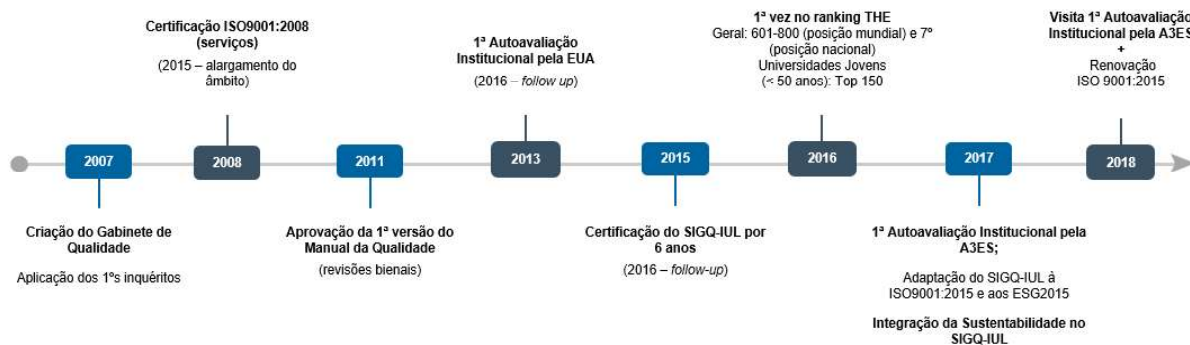 Certificação ISO9001:2008
(serviços)
(2015 – alargamento do
âmbito)
1ª Autoavaliação
Institucional pela EUA
(2016 – follow up)
1ª vez no ranking THE
Geral: 601-800 (posição mundial) e 7º
(posição nacional)
Universidades Jovens
(< 50 anos): Top 150
Visita 1ª Autoavaliação
Institucional pela A3ES
+
Renovação
ISO 9001:2015
2007
2008
2011
2013
2015
2016
2017
2018
Criação do Gabinete de
Qualidade
Aplicação dos 1ºs inquéritos
Aprovação da 1ª versão do
Manual da Qualidade
(revisões bienais)
Certificação do SIGQ-IUL por
6 anos
(2016 – follow-up)
1ª Autoavaliação Institucional pela
A3ES;
Adaptação do SIGQ-IUL à
ISO9001:2015 e aos ESG2015
Integração da Sustentabilidade no
SIGQ-IUL